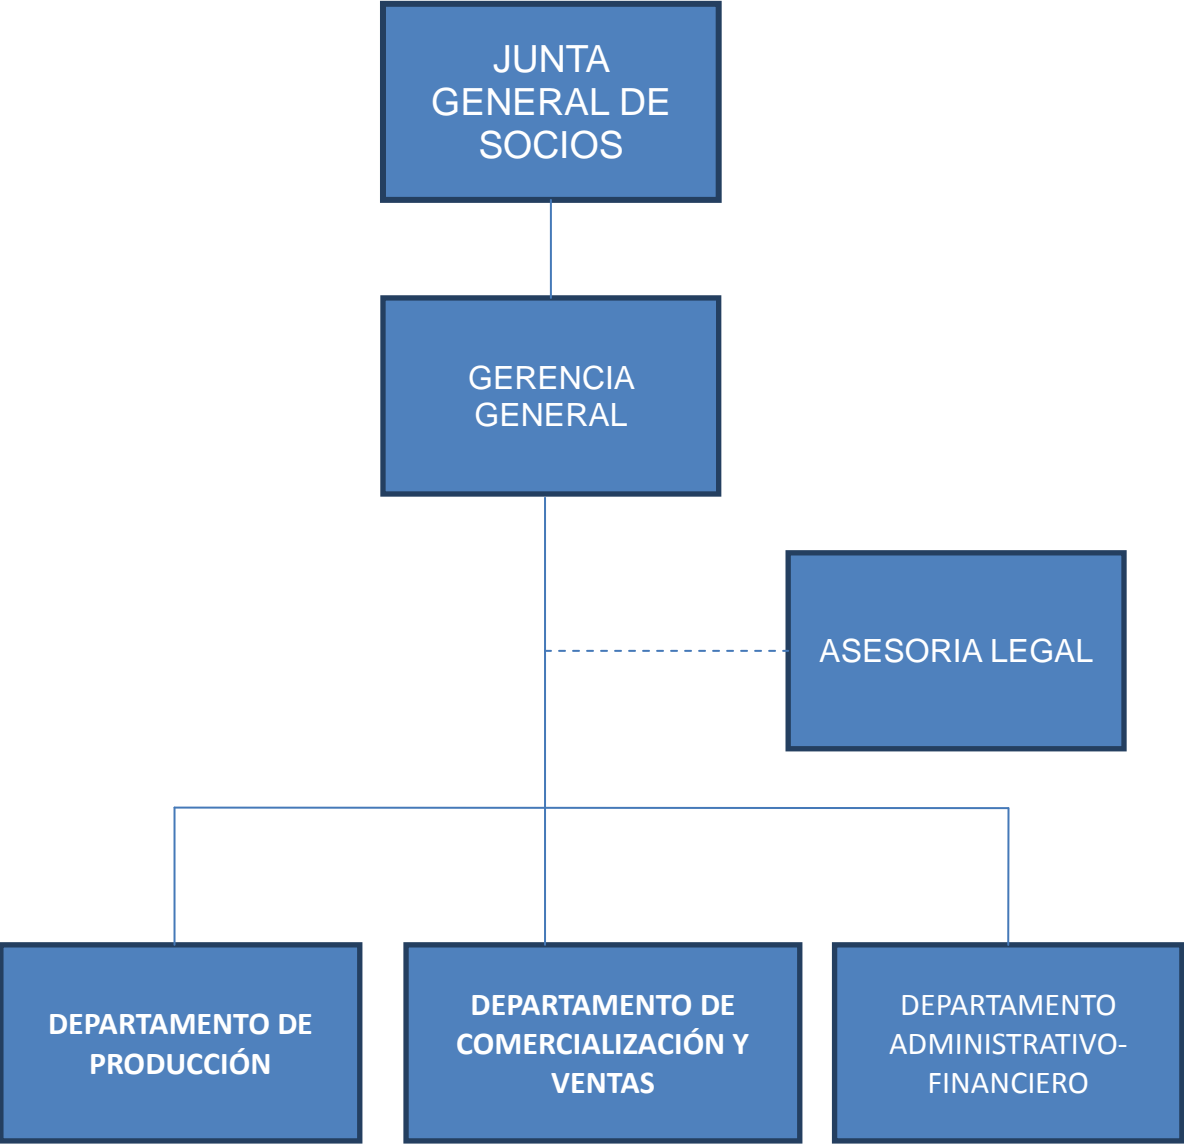 JUNTA
GENERAL DE
SOCIOS
GERENCIA
GENERAL
ASESORIA LEGAL
DEPARTAMENTO DE
PRODUCCIÓN
DEPARTAMENTO DE
COMERCIALIZACIÓN Y
VENTAS
DEPARTAMENTO
ADMINISTRATIVO-
FINANCIERO